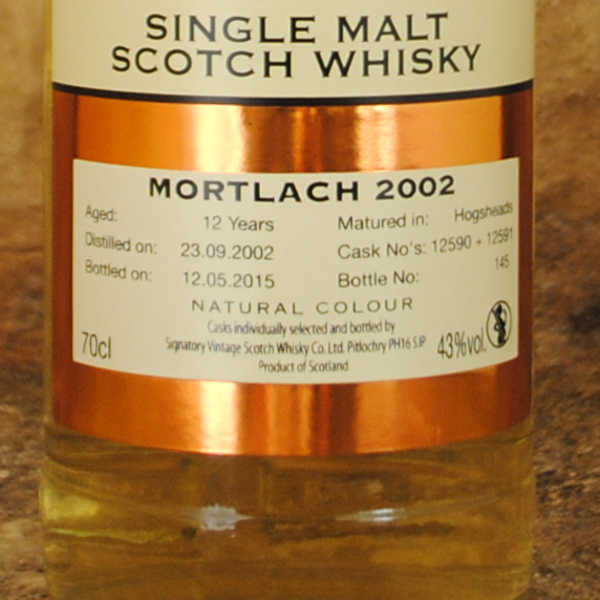 SINGLE MALT
SCOTCH WHISKY
MORTLACH 2002
Aged: 12 Years Matured in: Hogsheads
Distilled on: 23.09.2002 Cask No's: 12590 + 12591
Bottled on: 12.05.2015 Bottle No: 145
NATURAL COLOUR
Casks individually selected and bottled by
Signatory Vintage Scotch Whisky Co. Ltd. Pitlochry PH16 5JP
Product of Scotland
70cl 43%vol.